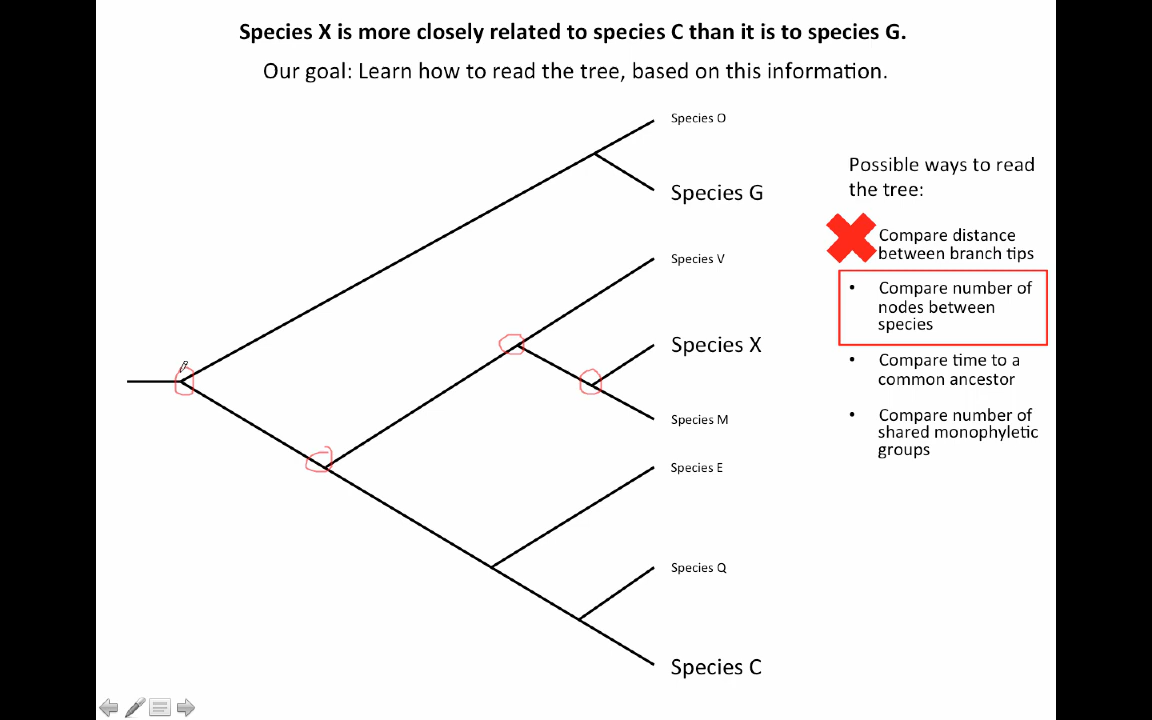 Species X is more closely related to species C than it is to species G.
Our goal: Learn how to read the tree, based on this information.
Species O
Species G
Species V
Species X
Species M
Species E
Species Q
Species C
Possible ways to read
the tree:
Compare distance
between branch tips
• Compare number of
nodes between
species
• Compare time to a
common ancestor
• Compare number of
shared monophyletic
groups